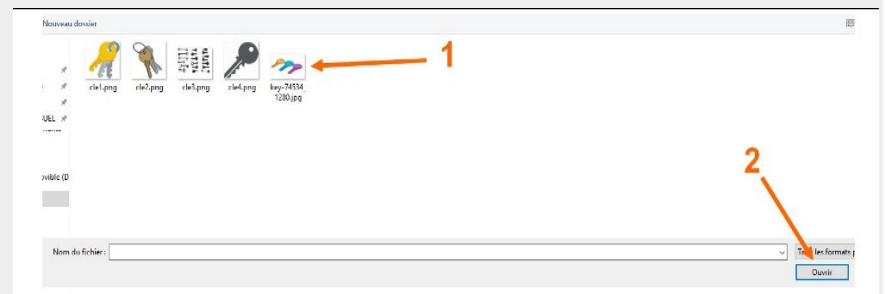 Nouveau dossier
1
cle1.png cle2.png cle3.png cle4.png key-74534_
1280.jpg
2
Nom du fichier :
Ouvrir